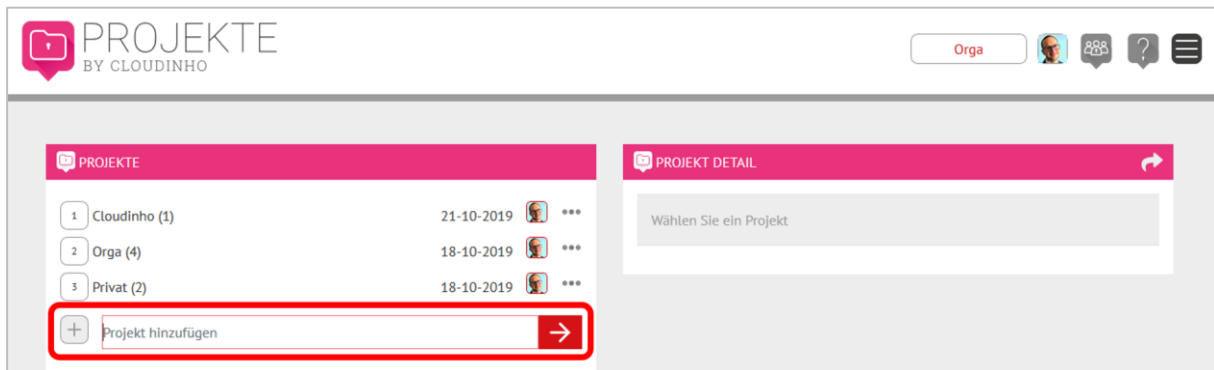 PROJEKTE
BY CLOUDINHO
Orga
?
PROJEKTE
1 Cloudinho (1) 21-10-2019
2 Orga (4) 18-10-2019
3 Privat (2) 18-10-2019
+ Projekt hinzufügen
PROJEKT DETAIL
Wählen Sie ein Projekt